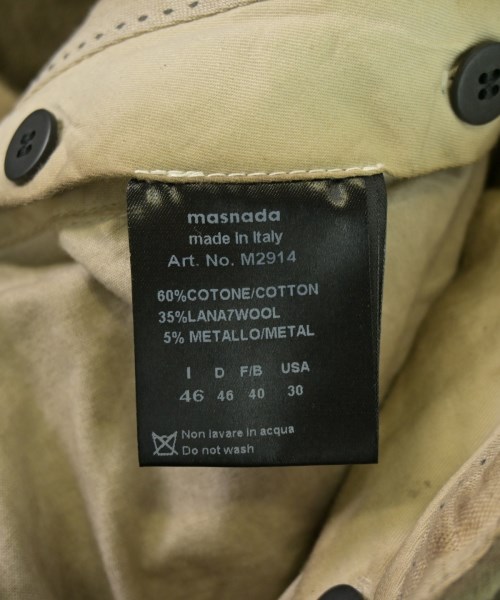 masnada
made in Italy
Art. No. M2914
60%COTONE/COTTON
35%LANA7WOOL
5% METALLO/METAL
I D F/B USA
46 46 40 30
Non lavare in acqua
Do not wash